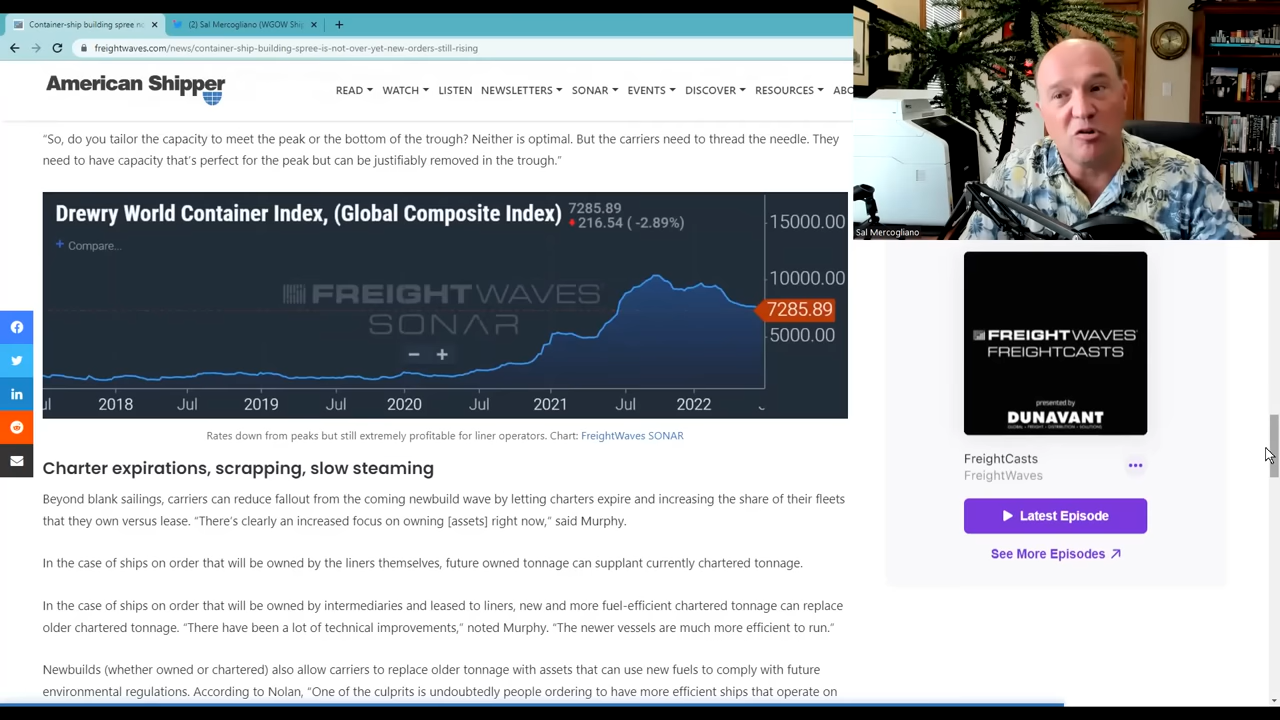 Container-ship building spree n
(2) Sal Mercogliano (WGOW Ship
freightwaves.com/news/container-ship-building-spree-is-not-over-yet-new-orders-still-rising
American Shipper
READ WATCH LISTEN NEWSLETTERS SONAR EVENTS DISCOVER RESOURCES ABO
“So, do you tailor the capacity to meet the peak or the bottom of the trough? Neither is optimal. But the carriers need to thread the needle. They
need to have capacity that’s perfect for the peak but can be justifiably removed in the trough.”
Drewry World Container Index, (Global Composite Index) 7285.89
216.54 ( -2.89%)
+ Compare...
15000.00
10000.00
7285.89
5000.00
FREIGHTWAVES
SONAR
− +
ul 2018 Jul 2019 Jul 2020 Jul 2021 Jul 2022
Rates down from peaks but still extremely profitable for liner operators. Chart: FreightWaves SONAR
Charter expirations, scrapping, slow steaming
Beyond blank sailings, carriers can reduce fallout from the coming newbuild wave by letting charters expire and increasing the share of their fleets
that they own versus lease. “There’s clearly an increased focus on owning [assets] right now,” said Murphy.
In the case of ships on order that will be owned by the liners themselves, future owned tonnage can supplant currently chartered tonnage.
In the case of ships on order that will be owned by intermediaries and leased to liners, new and more fuel-efficient chartered tonnage can replace
older chartered tonnage. “There have been a lot of technical improvements,” noted Murphy. “The newer vessels are much more efficient to run.”
Newbuilds (whether owned or chartered) also allow carriers to replace older tonnage with assets that can use new fuels to comply with future
environmental regulations. According to Nolan, “One of the culprits is undoubtedly people ordering to have more efficient ships that operate on
Sal Mercogliano
FREIGHTWAVES
FREIGHTCASTS
presented by
DUNAVANT
FreightCasts
FreightWaves
Latest Episode
See More Episodes